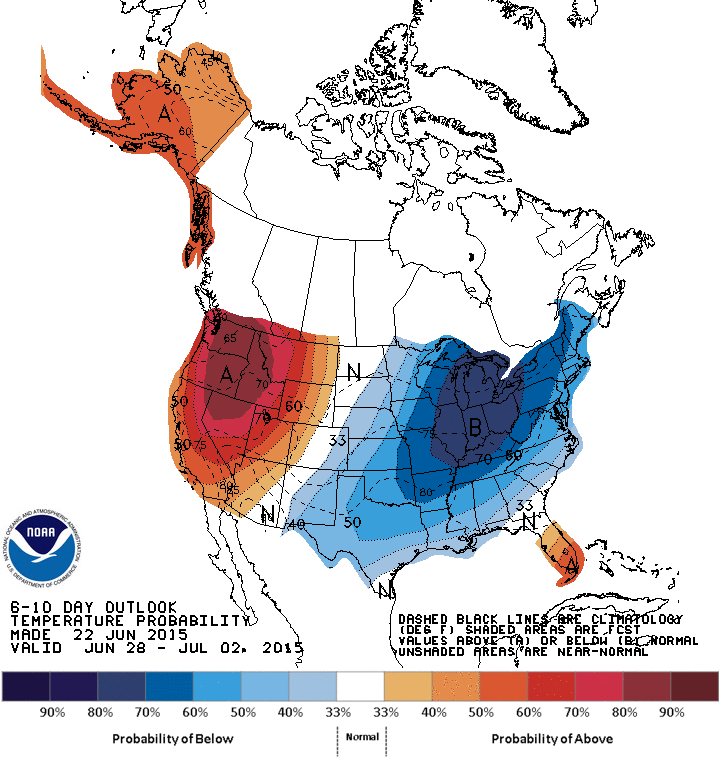 45
50
A
60
65
A
70
N
50
60
70
33
50
75
B
80
85
70
60
80
N
40
50
33
N
A
N
NATIONAL OCEANIC AND ATMOSPHERIC ADMINISTRATION
NOAA
U.S. DEPARTMENT OF COMMERCE
6-10 DAY OUTLOOK
TEMPERATURE PROBABILITY
MADE 22 JUN 2015
VALID JUN 28 - JUL 02, 2015
DASHED BLACK LINES ARE CLIMATOLOGY
(DEG F) SHADED AREAS ARE FCST
VALUES ABOVE (A) OR BELOW (B) NORMAL
UNSHADED AREAS ARE NEAR-NORMAL
90% 80% 70% 60% 50% 40% 33% 33% 40% 50% 60% 70% 80% 90%
Probability of Below Normal Probability of Above